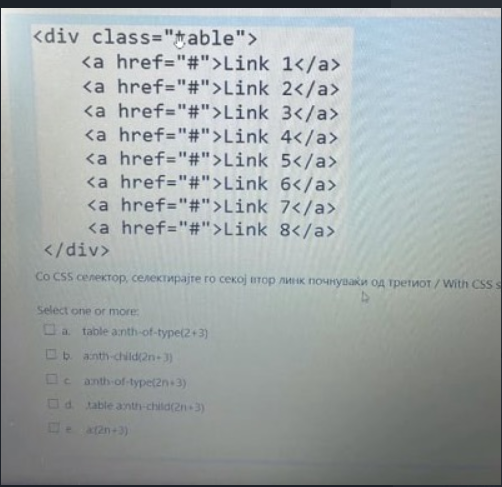 <div class="table">
<a href="#">Link 1</a>
<a href="#">Link 2</a>
<a href="#">Link 3</a>
<a href="#">Link 4</a>
<a href="#">Link 5</a>
<a href="#">Link 6</a>
<a href="#">Link 7</a>
<a href="#">Link 8</a>
</div>
Со CSS селектор, селектирајте го секој втор линк почнувајќи од третиот / With CSS s
Select one or more:
a. table a:nth-of-type(2+3)
b. a:nth-child(2n+3)
c. a:nth-of-type(2n+3)
d. .table a:nth-child(2n+3)
e. a:(2n+3)